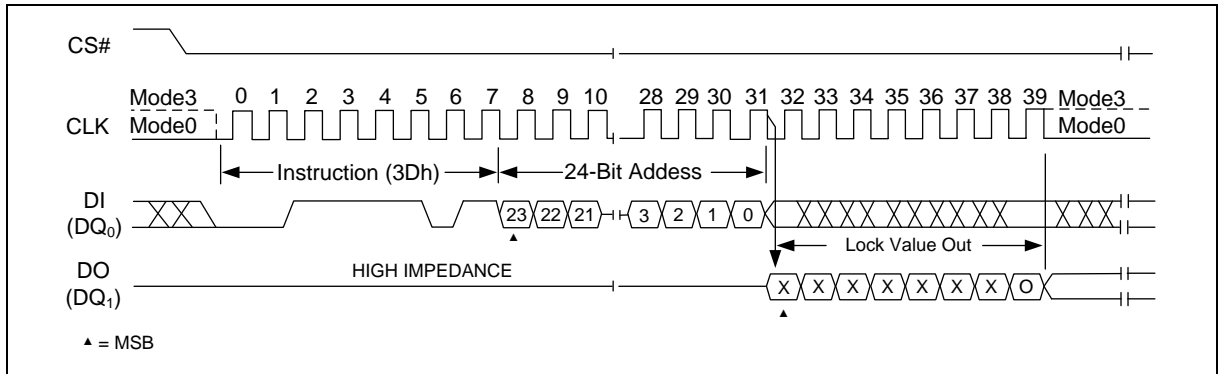 CS#
Mode3 0 1 2 3 4 5 6 7 8 9 10 28 29 30 31 32 33 34 35 36 37 38 39 Mode3
CLK Mode0 Mode0
Instruction (3Dh) 24-Bit Addess
DI
(DQ0) 23 22 21 3 2 1 0
Lock Value Out
DO HIGH IMPEDANCE
(DQ1) X X X X X X X O
▲ = MSB